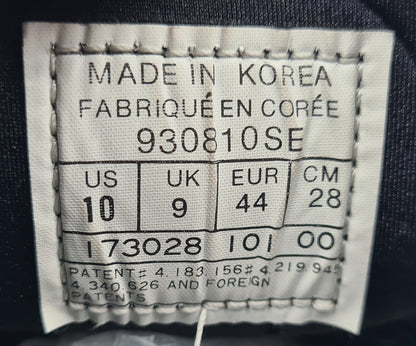 MADE IN KOREA
FABRIQUÉ EN CORÉE
930810SE
US UK EUR CM
10 9 44 28
173028 101 00
PATENT# 4.183.156# 4.219.945
4.340.626 AND FOREIGN
PATENTS